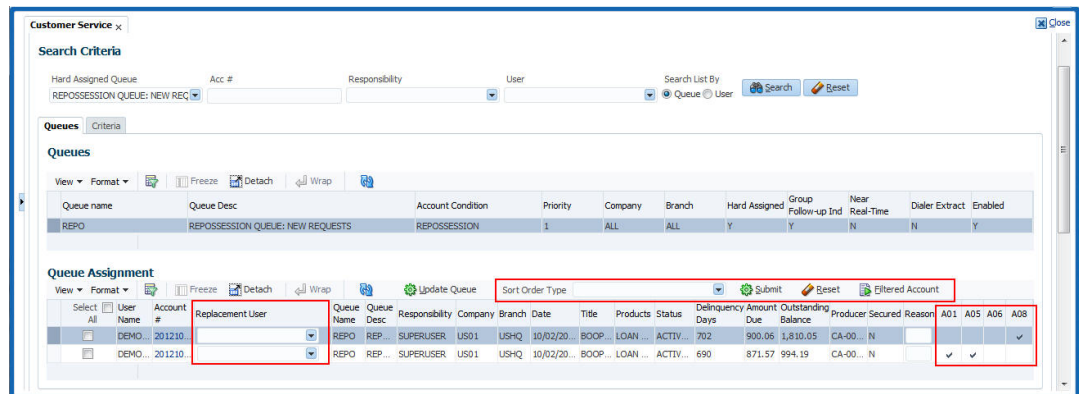 Customer Service ×
Close
Search Criteria
Hard Assigned Queue Acc # Responsibility User Search List By
REPOSSESSION QUEUE: NEW REQ Queue User Search Reset
Queues Criteria
Queues
View Format Freeze Detach Wrap
Queue name Queue Desc Account Condition Priority Company Branch Hard Assigned Group Follow-up Ind Near Real-Time Dialer Extract Enabled
REPO REPOSSESSION QUEUE: NEW REQUESTS REPOSSESSION 1 ALL ALL Y Y N N Y
Queue Assignment
View Format Freeze Detach Wrap Update Queue Sort Order Type Submit Reset Filtered Account
Select All User Name Account # Replacement User Queue Name Queue Desc Responsibility Company Branch Date Title Products Status Delinquency Days Amount Due Outstanding Balance Producer Secured Reason A01 A05 A06 A08
DEMO... 201210... REPO REP... SUPERUSER US01 USHQ 10/02/20... BOOP... LOAN ... ACTIV... 702 900.06 1,810.05 CA-00... N ✓
DEMO... 201210... REPO REP... SUPERUSER US01 USHQ 10/02/20... BOOP... LOAN ... ACTIV... 690 871.57 994.19 CA-00... N ✓ ✓